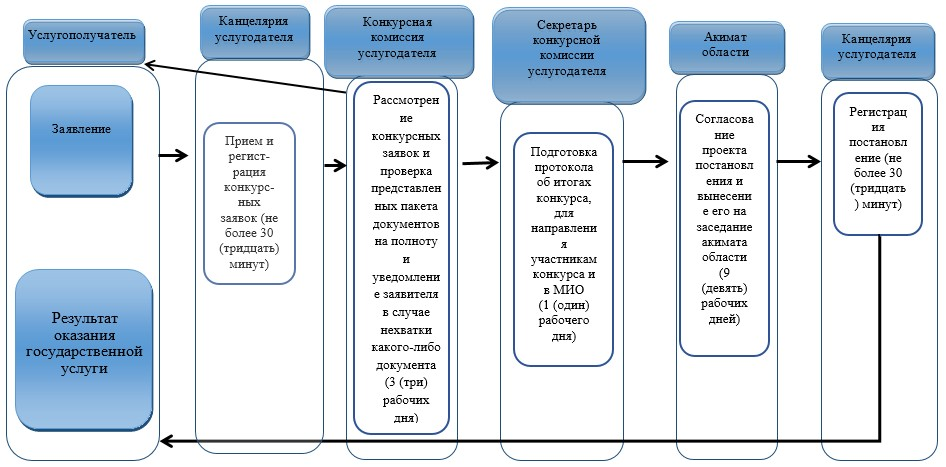 Услугополучатель
Заявление
Результат
оказания
государственной
услуги
Канцелярия
услугодателя
Прием и
регист-
рация
конкурс-
ных
заявок (не
более 30
(тридцать)
минут)
Конкурсная
комиссия
услугодателя
Рассмотрен
ие
конкурсных
заявок и
проверка
представлен
ных пакета
документов
на полноту
и
уведомлени
е заявителя
в случае
нехватки
какого-либо
документа
(3 (три)
рабочих
дня)
Секретарь
конкурсной
комиссии
услугодателя
Подготовка
протокола
об итогах
конкурса,
для
направлени
я
участникам
конкурса и
в МИО
(1 (один)
рабочего
дня)
Акимат
области
Согласова
ние
проекта
постановл
ения и
вынесени
е его на
заседание
акимата
области
(9
(девять)
рабочих
дней)
Канцелярия
услугодателя
Регистрац
ия
постановл
ение (не
более 30
(тридцать
) минут)